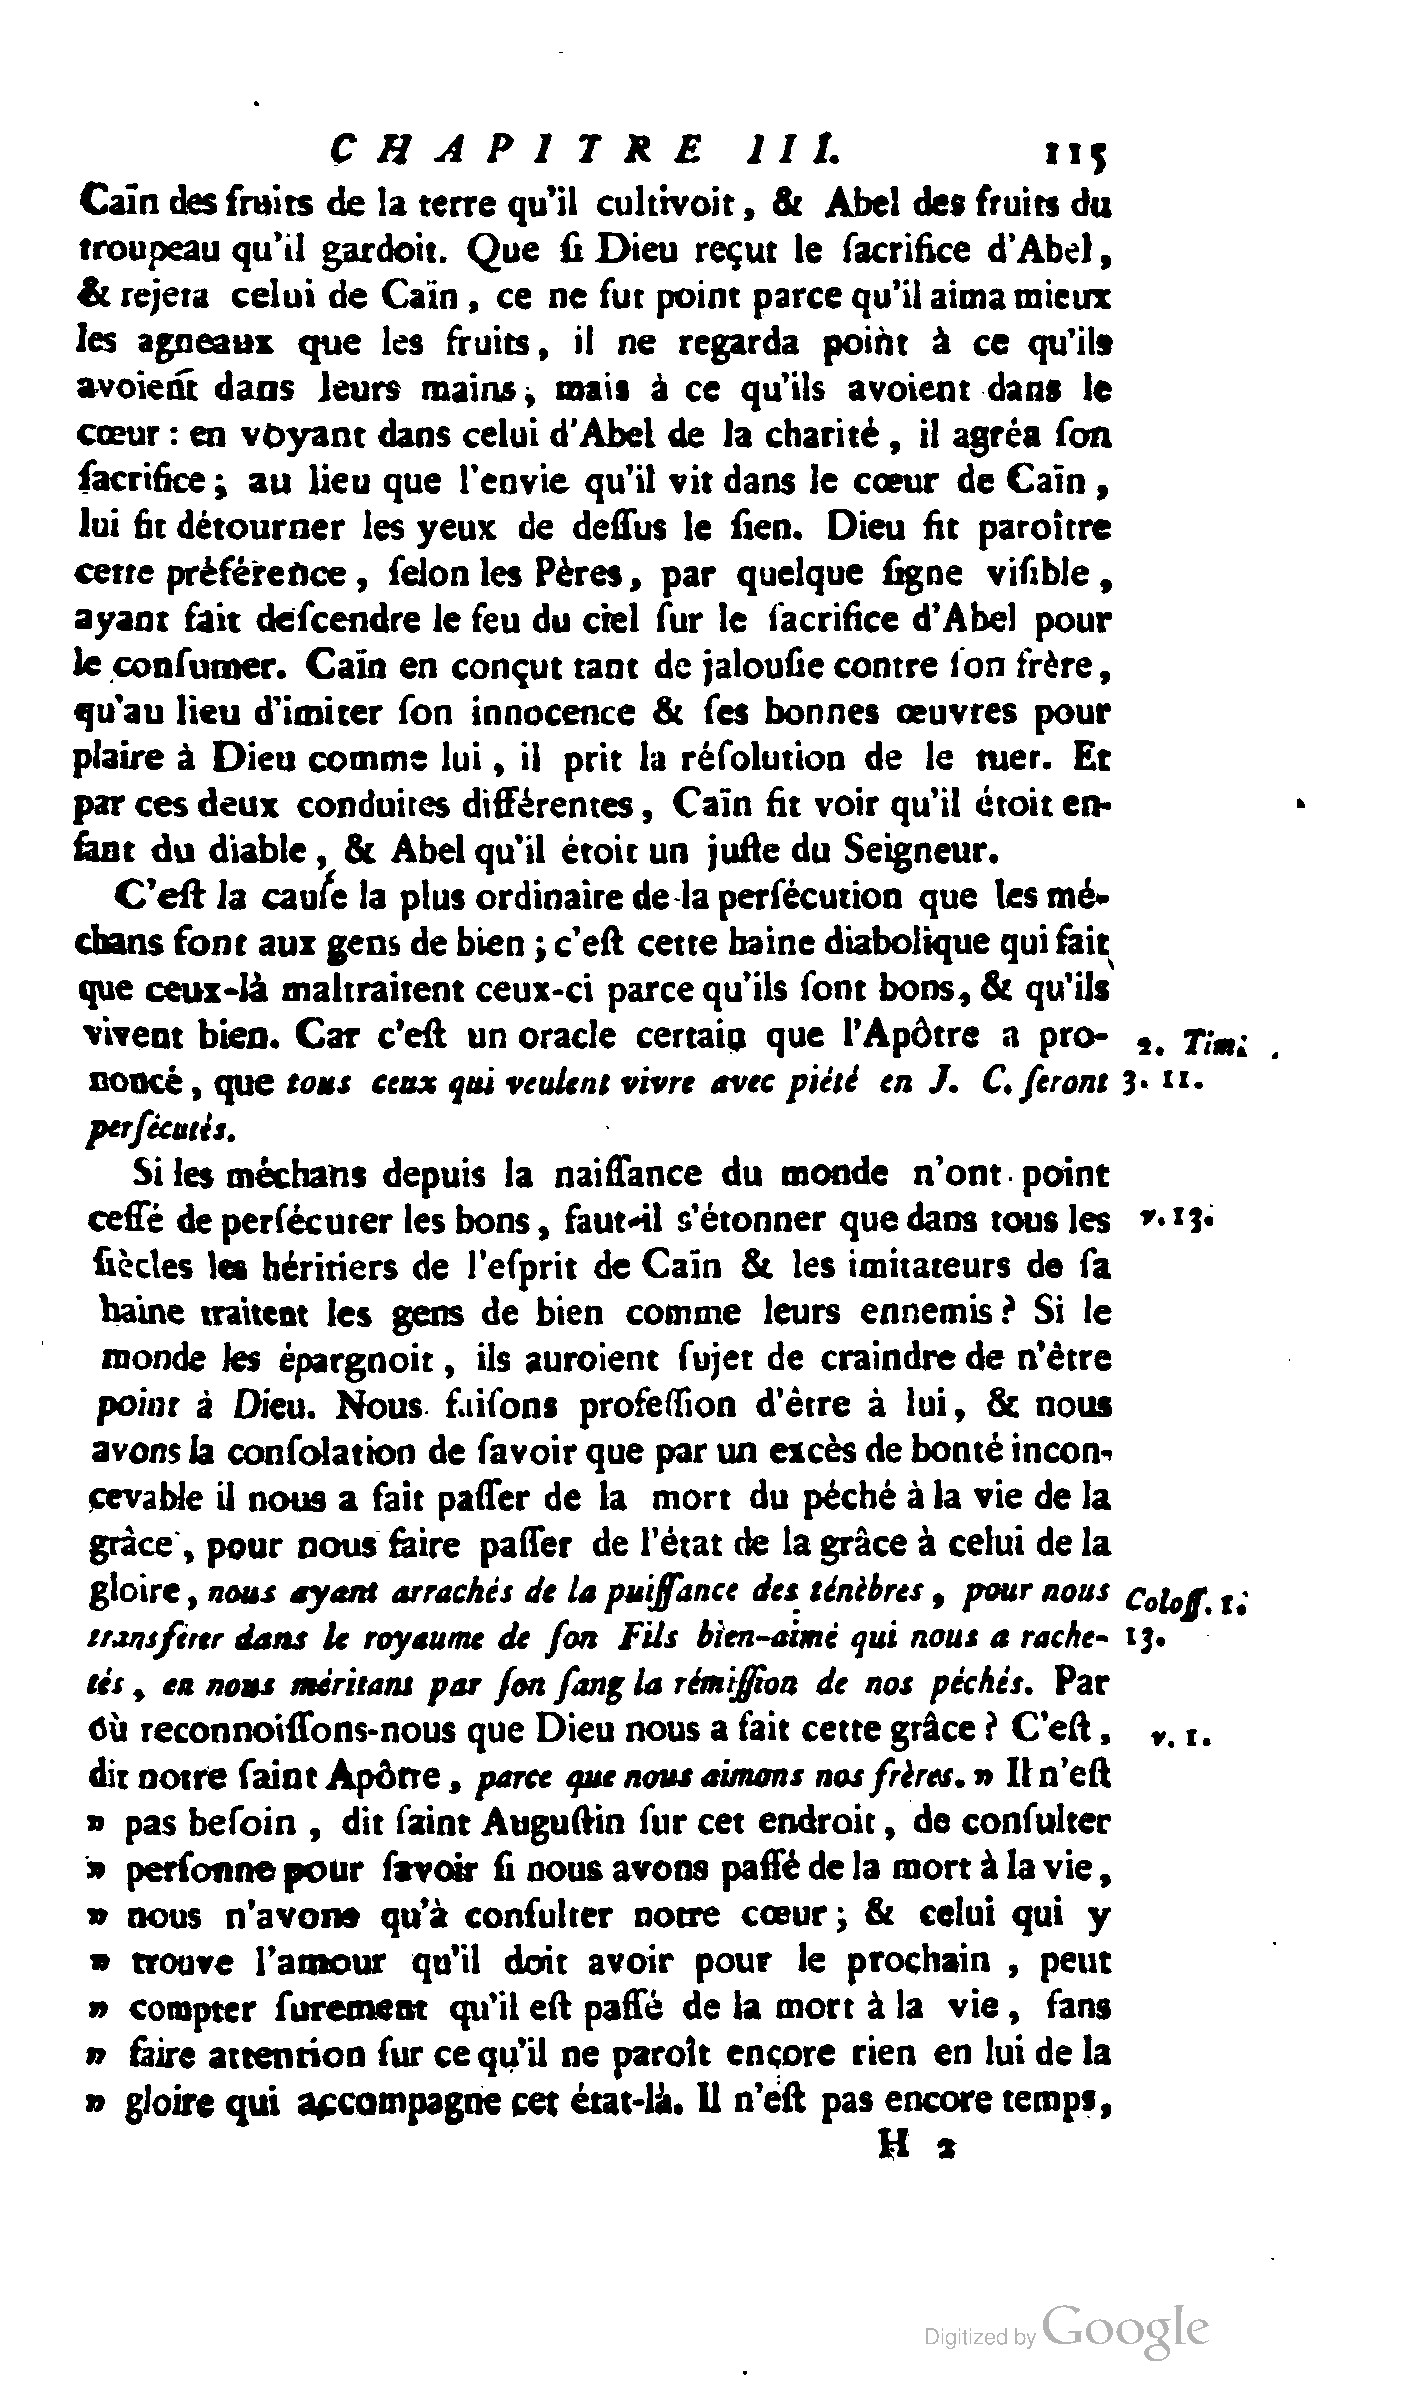 CHAPITRE III. 115
Caïn des fruits de la terre qu'il cultivoit, & Abel des fruits du
troupeau qu'il gardoit. Que ſi Dieu reçut le ſacrifice d'Abel,
& rejeta celui de Caïn, ce ne fut point parce qu'il aima mieux
les agneaux que les fruits, il ne regarda point à ce qu'ils
avoient dans leurs mains, mais à ce qu'ils avoient dans le
cœur : en voyant dans celui d'Abel de la charité, il agréa ſon
ſacrifice; au lieu que l'envie qu'il vit dans le cœur de Caïn,
lui fit détourner les yeux de deſſus le ſien. Dieu fit paroître
cette préférence, ſelon les Pères, par quelque ſigne viſible,
ayant fait deſcendre le feu du ciel ſur le ſacrifice d'Abel pour
le conſumer. Caïn en conçut tant de jalouſie contre ſon frère,
qu'au lieu d'imiter ſon innocence & ſes bonnes œuvres pour
plaire à Dieu comme lui, il prit la réſolution de le tuer. Et
par ces deux conduites différentes, Caïn fit voir qu'il étoit en-
fant du diable, & Abel qu'il étoit un juſte du Seigneur.
C'eſt la cauſe la plus ordinaire de la perſécution que les mé-
chans font aux gens de bien; c'eſt cette haine diabolique qui fait
que ceux-là maltraitent ceux-ci parce qu'ils ſont bons, & qu'ils
vivent bien. Car c'eſt un oracle certain que l'Apôtre a pro- 2. Tim.
noncé, que tous ceux qui veulent vivre avec piété en J. C. ſeront 3. 11.
perſécutés.
Si les méchans depuis la naiſſance du monde n'ont point
ceſſé de perſécuter les bons, faut-il s'étonner que dans tous les v. 13.
ſiècles les héritiers de l'eſprit de Caïn & les imitateurs de ſa
haine traitent les gens de bien comme leurs ennemis? Si le
monde les épargnoit, ils auroient ſujet de craindre de n'être
point à Dieu. Nous faiſons profeſſion d'être à lui, & nous
avons la conſolation de ſavoir que par un excès de bonté incon-
cevable il nous a fait paſſer de la mort du péché à la vie de la
grâce, pour nous faire paſſer de l'état de la grâce à celui de la
gloire, nous ayant arrachés de la puiſſance des ténèbres, pour nous Coloſſ. 1.
transférer dans le royaume de ſon Fils bien-aimé qui nous a rache- 13.
tés, en nous méritant par ſon ſang la rémiſſion de nos péchés. Par
où reconnoiſſons-nous que Dieu nous a fait cette grâce? C'eſt, v. 1.
dit notre ſaint Apôtre, parce que nous aimons nos frères. » Il n'eſt
» pas beſoin, dit ſaint Auguſtin ſur cet endroit, de conſulter
» perſonne pour ſavoir ſi nous avons paſſé de la mort à la vie,
» nous n'avons qu'à conſulter notre cœur; & celui qui y
» trouve l'amour qu'il doit avoir pour le prochain, peut
» compter ſurement qu'il eſt paſſé de la mort à la vie, ſans
» faire attention ſur ce qu'il ne paroît encore rien en lui de la
» gloire qui accompagne cet état-là. Il n'eſt pas encore temps,
H 2
Digitized by Google